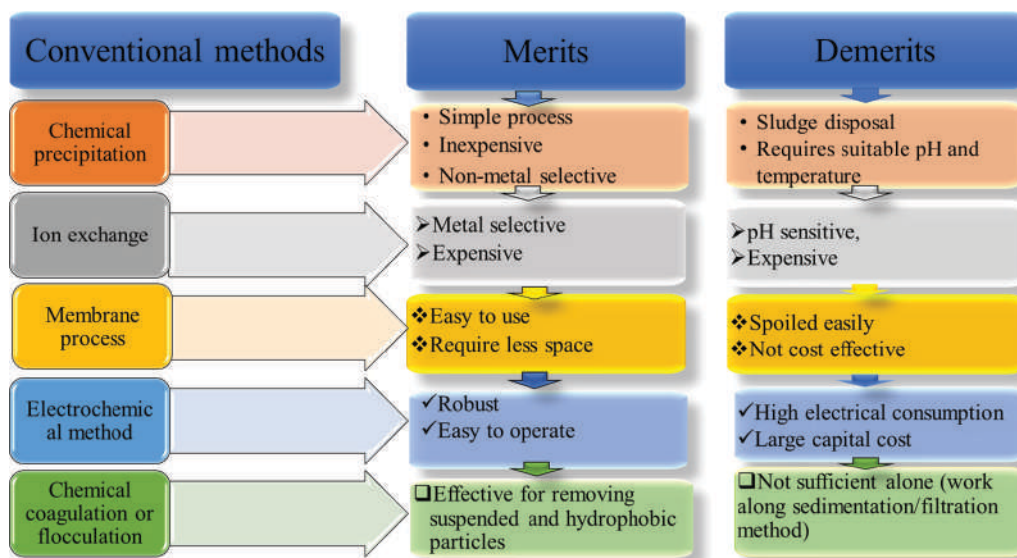 Conventional methods
Merits
Demerits
Chemical
precipitation
• Simple process
• Inexpensive
• Non-metal selective
• Sludge disposal
• Requires suitable pH and
temperature
Ion exchange
➢Metal selective
➢Expensive
➢pH sensitive,
➢Expensive
Membrane
process
❖Easy to use
❖Require less space
❖Spoiled easily
❖Not cost effective
Electrochemic
al method
✓Robust
✓Easy to operate
✓High electrical consumption
✓Large capital cost
Chemical
coagulation or
flocculation
❑Effective for removing
suspended and hydrophobic
particles
❑Not sufficient alone (work
along sedimentation/filtration
method)